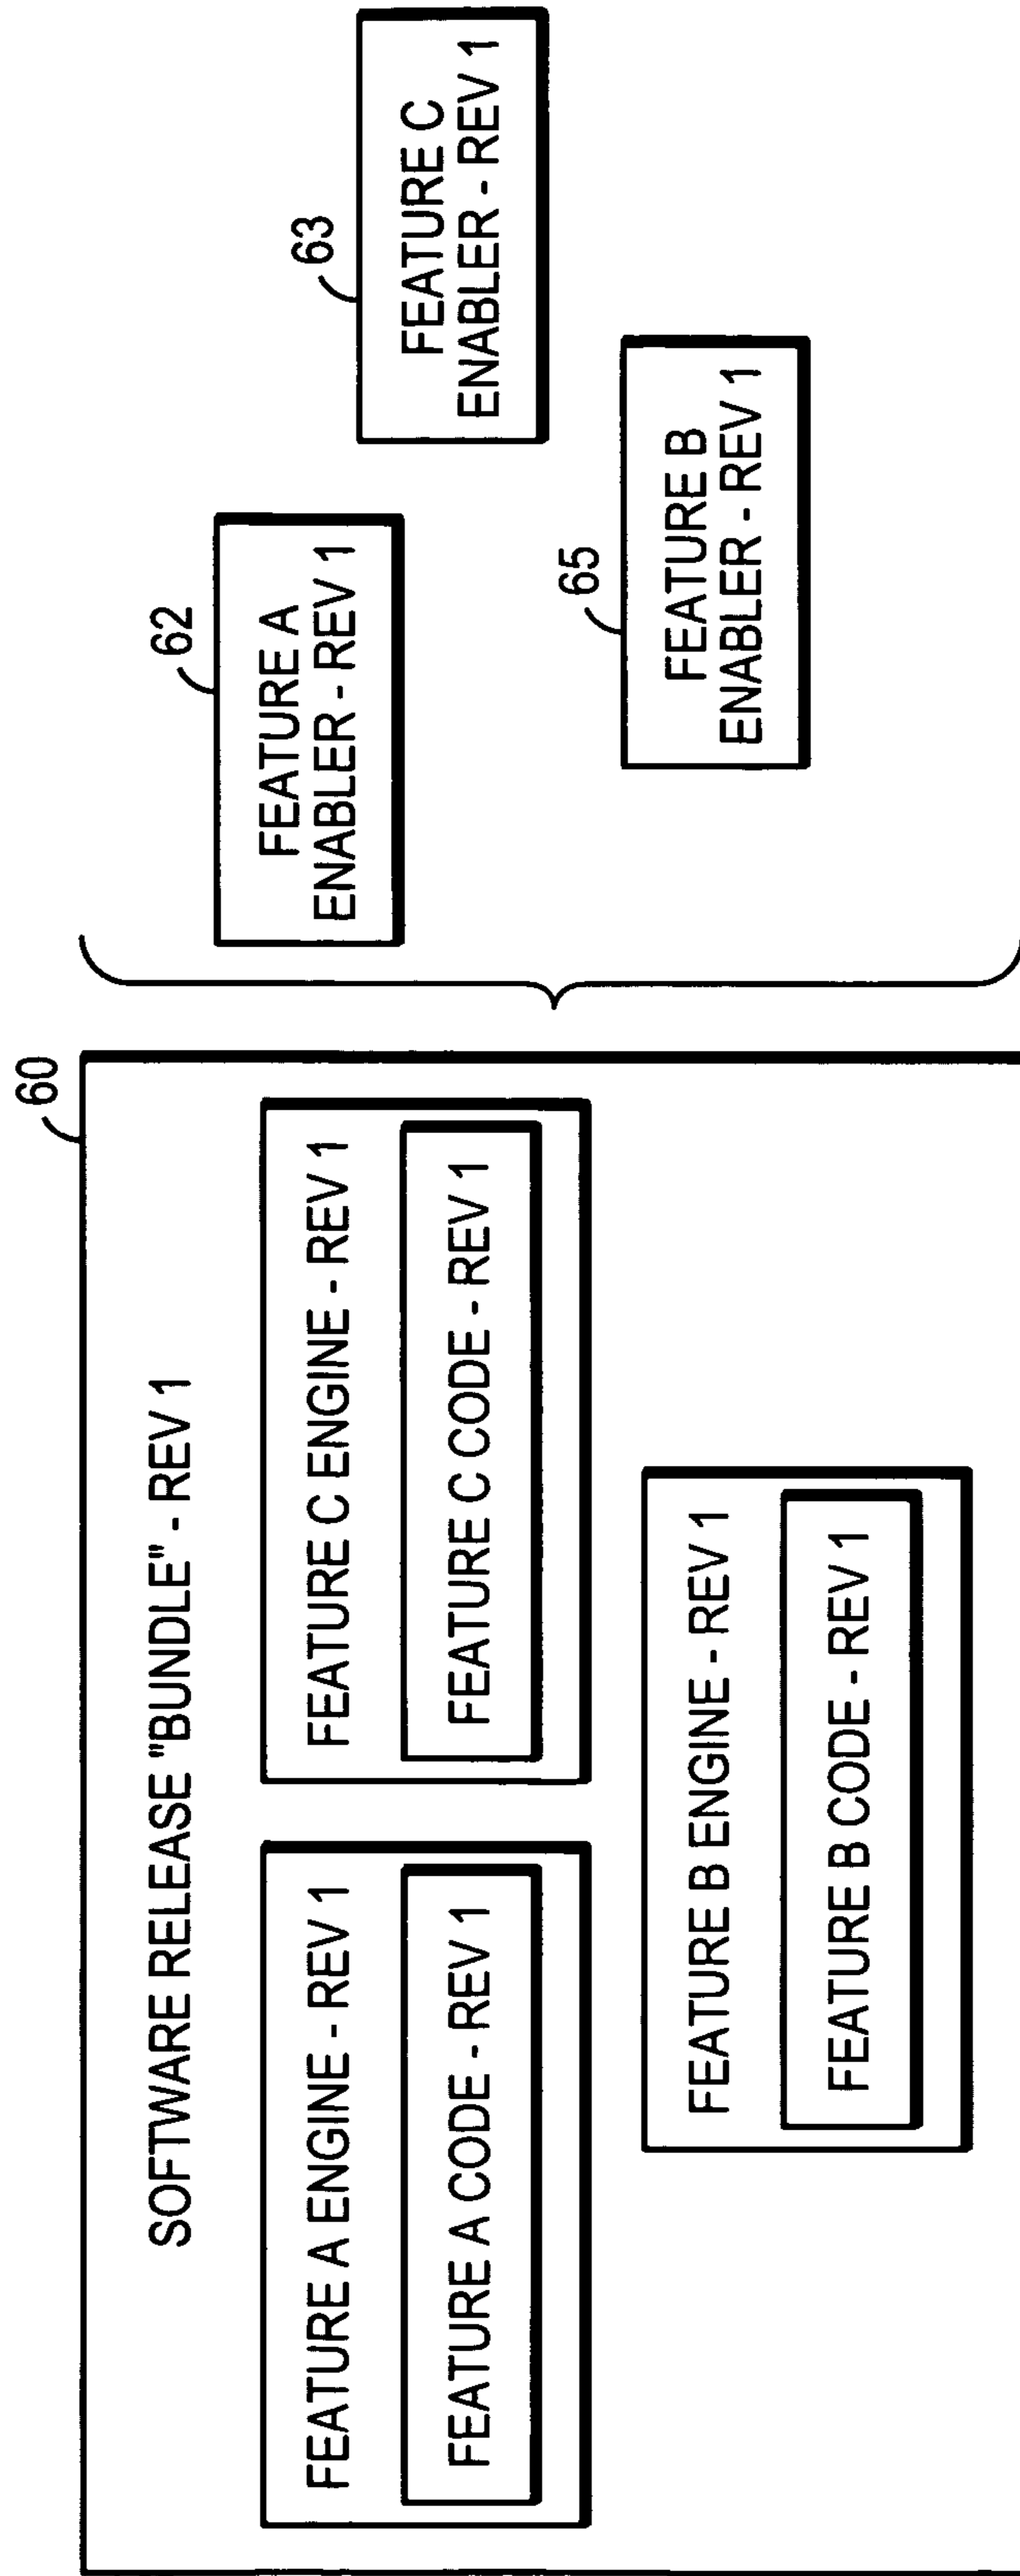 60
SOFTWARE RELEASE "BUNDLE" - REV 1
FEATURE A ENGINE - REV 1
FEATURE A CODE - REV 1
FEATURE C ENGINE - REV 1
FEATURE C CODE - REV 1
FEATURE B ENGINE - REV 1
FEATURE B CODE - REV 1
62
FEATURE A
ENABLER - REV 1
63
FEATURE C
ENABLER - REV 1
65
FEATURE B
ENABLER - REV 1